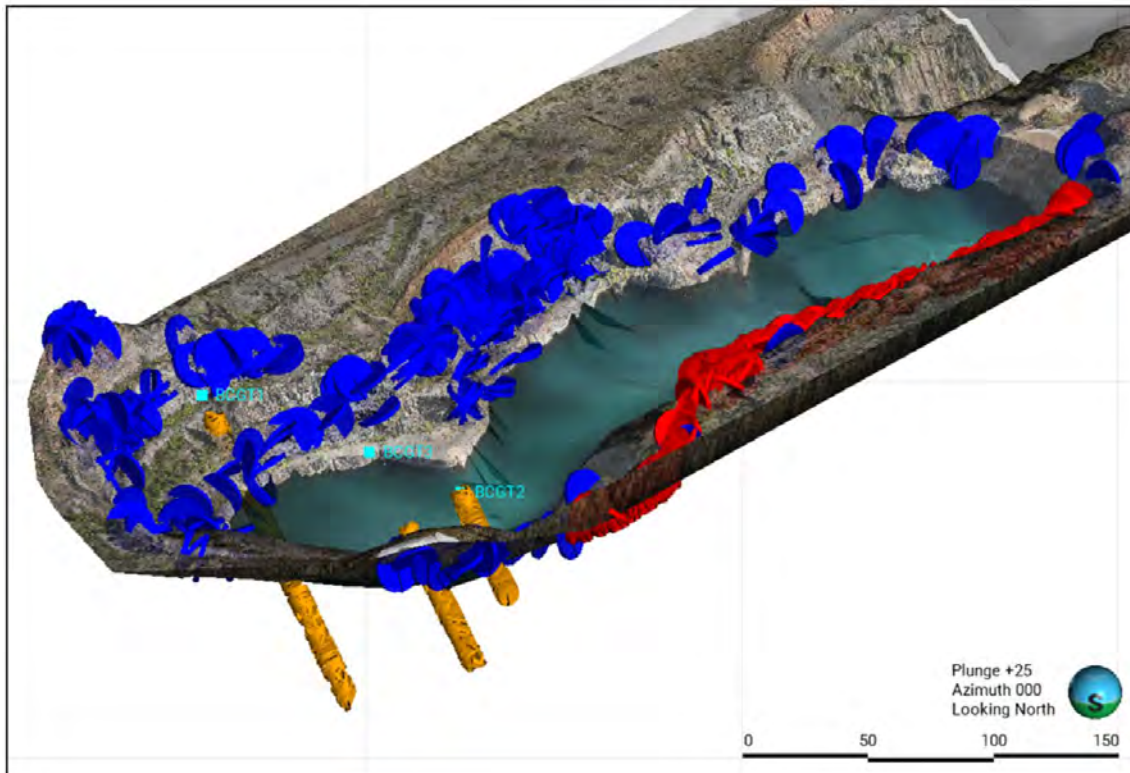 BCGT1
BCGT3
BCGT2
Plunge +25
Azimuth 000
Looking North
S
0 50 100 150